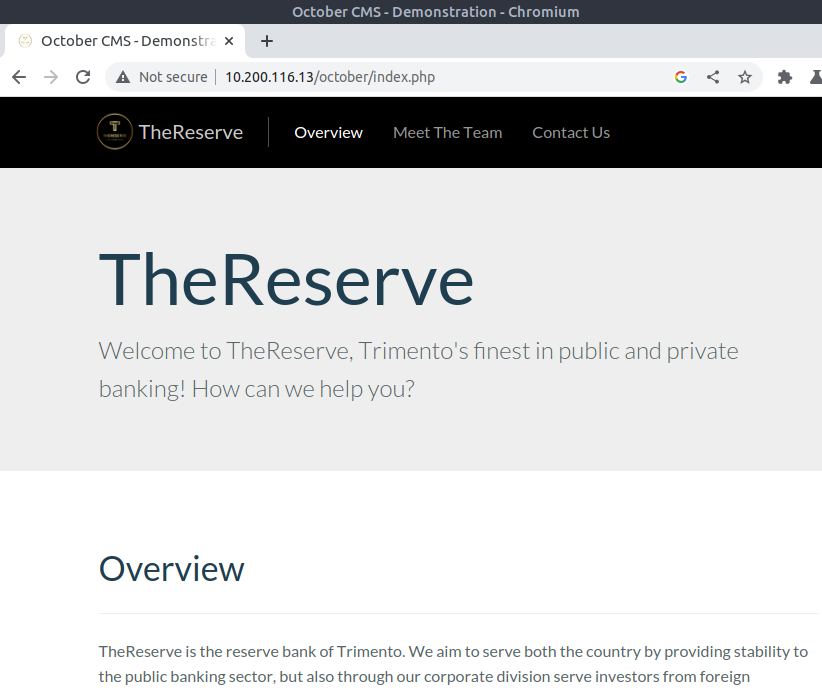 October CMS - Demonstration - Chromium
October CMS - Demonstra
Not secure 10.200.116.13/october/index.php
TheReserve Overview Meet The Team Contact Us
TheReserve
Welcome to TheReserve, Trimento's finest in public and private
banking! How can we help you?
Overview
TheReserve is the reserve bank of Trimento. We aim to serve both the country by providing stability to
the public banking sector, but also through our corporate division serve investors from foreign